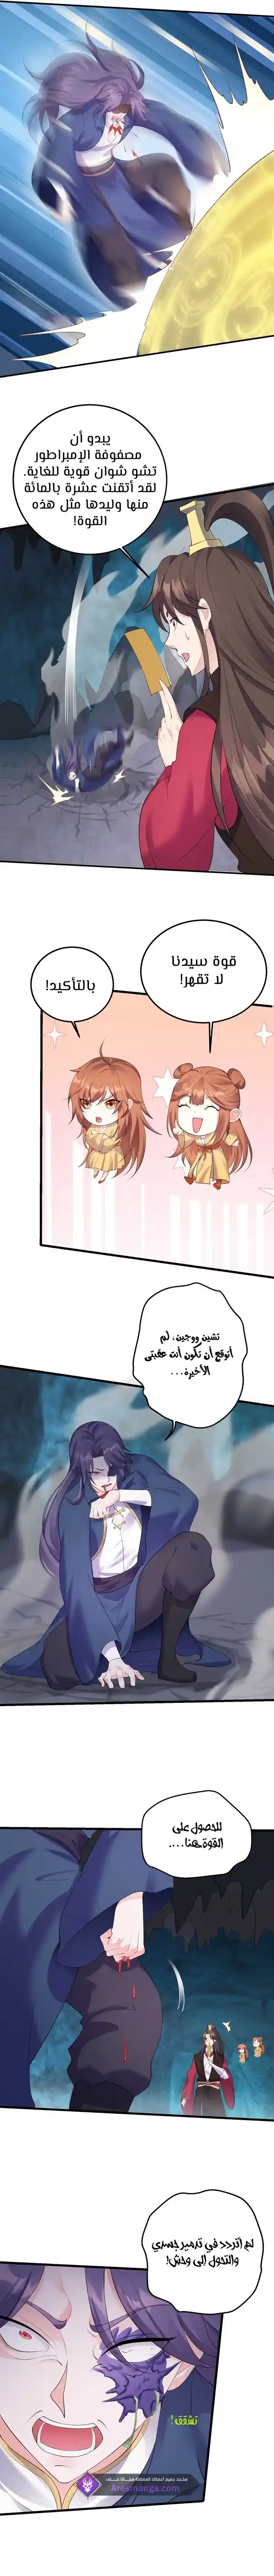 يبدو أن
مصفوفة الإمبراطور
تشو شوان قوية للغاية.
لقد أتقنت عشرة بالمائة
منها وليدها مثل هذه
القوة!
قوة سيدنا
لا تقهر!
بالتأكيد!
تشين ووجين، لم
أتوقع أن تكون أنت عقبتي
الأخيرة...
للحصول على
القوة هنا....
لم أتردد في تدمير جسدي
والتحول إلى وحش!
تشقق!
Aresmanga.com